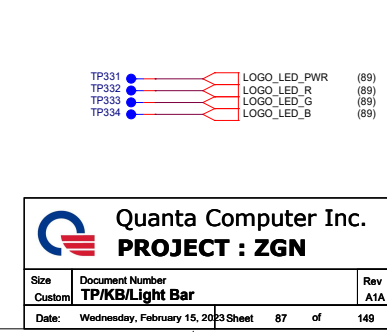 TP331 LOGO_LED_PWR (89)
TP332 LOGO_LED_R (89)
TP333 LOGO_LED_G (89)
TP334 LOGO_LED_B (89)
Quanta Computer Inc.
PROJECT : ZGN
Size Document Number Rev
Custom TP/KB/Light Bar A1A
Date: Wednesday, February 15, 2023 Sheet 87 of 149